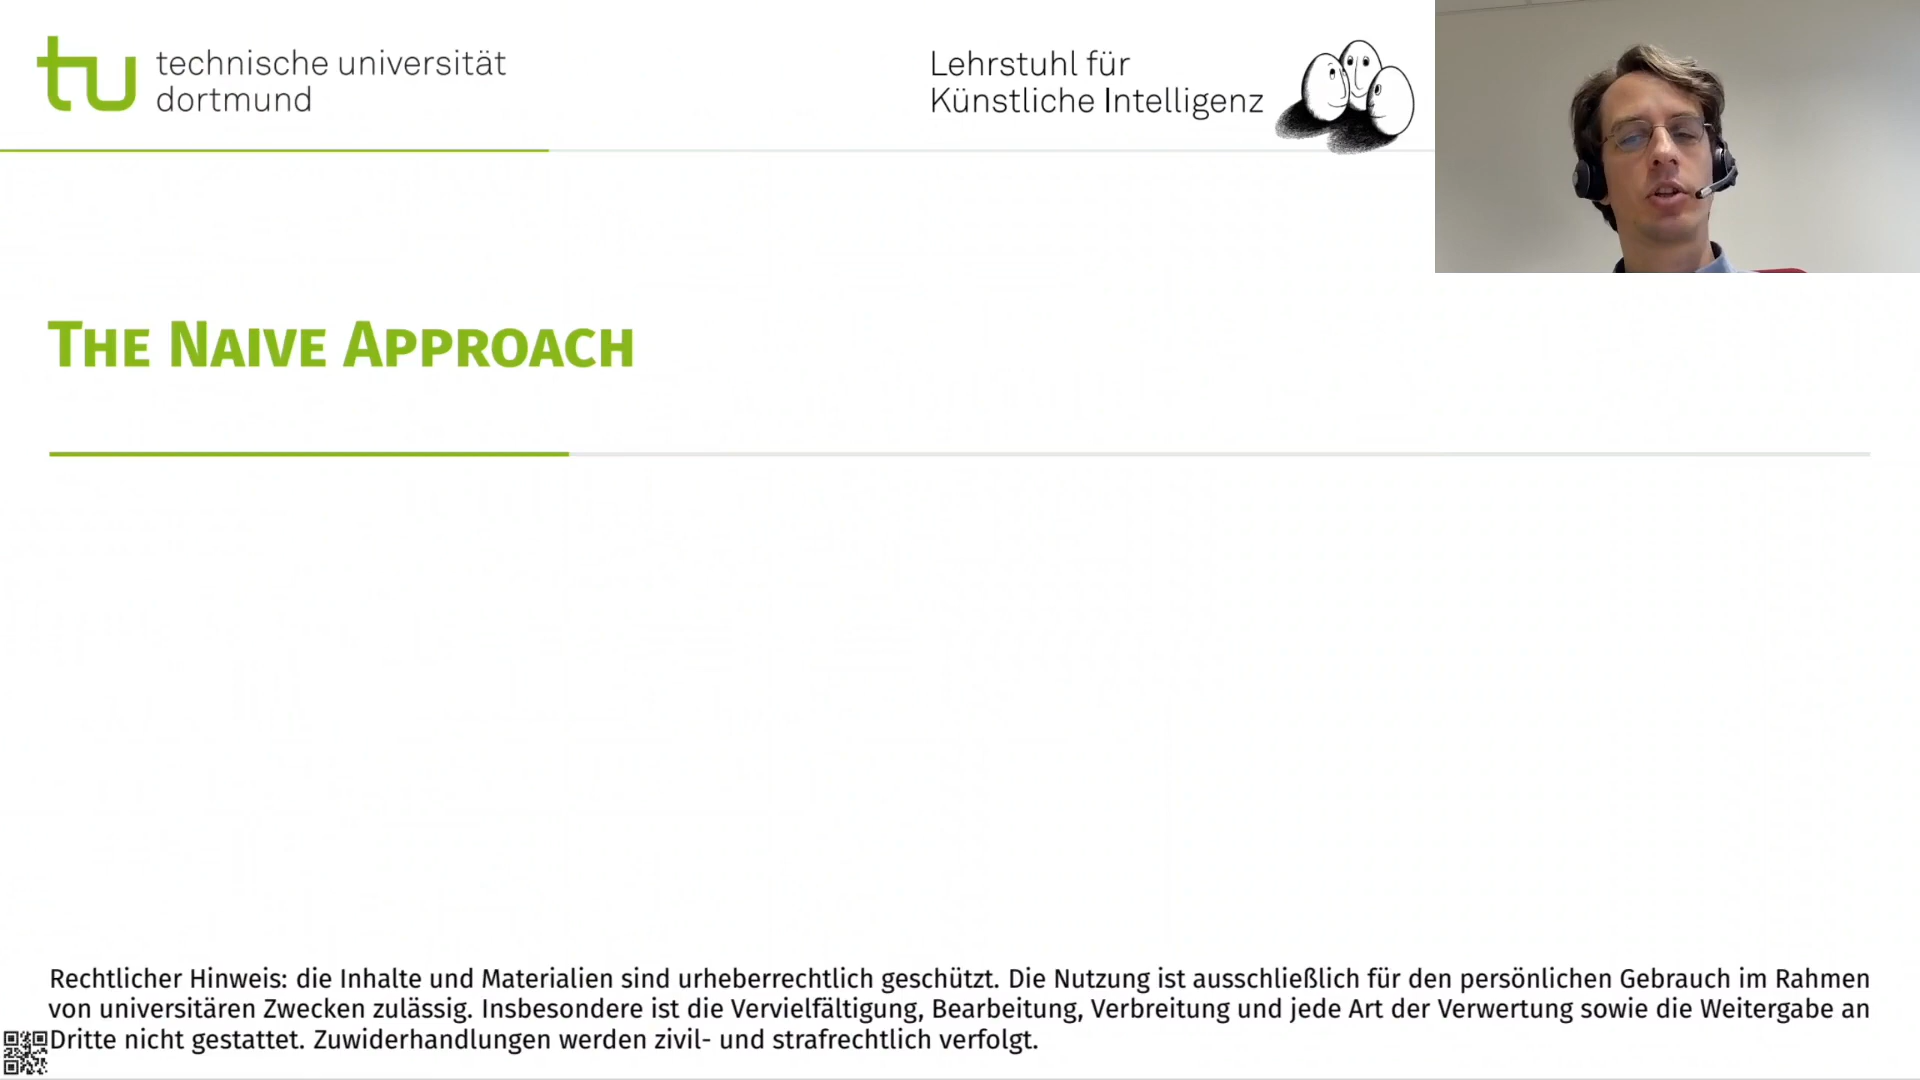 technische universität
dortmund
Lehrstuhl für
Künstliche Intelligenz
THE NAIVE APPROACH
Rechtlicher Hinweis: die Inhalte und Materialien sind urheberrechtlich geschützt. Die Nutzung ist ausschließlich für den persönlichen Gebrauch im Rahmen
von universitären Zwecken zulässig. Insbesondere ist die Vervielfältigung, Bearbeitung, Verbreitung und jede Art der Verwertung sowie die Weitergabe an
Dritte nicht gestattet. Zuwiderhandlungen werden zivil- und strafrechtlich verfolgt.